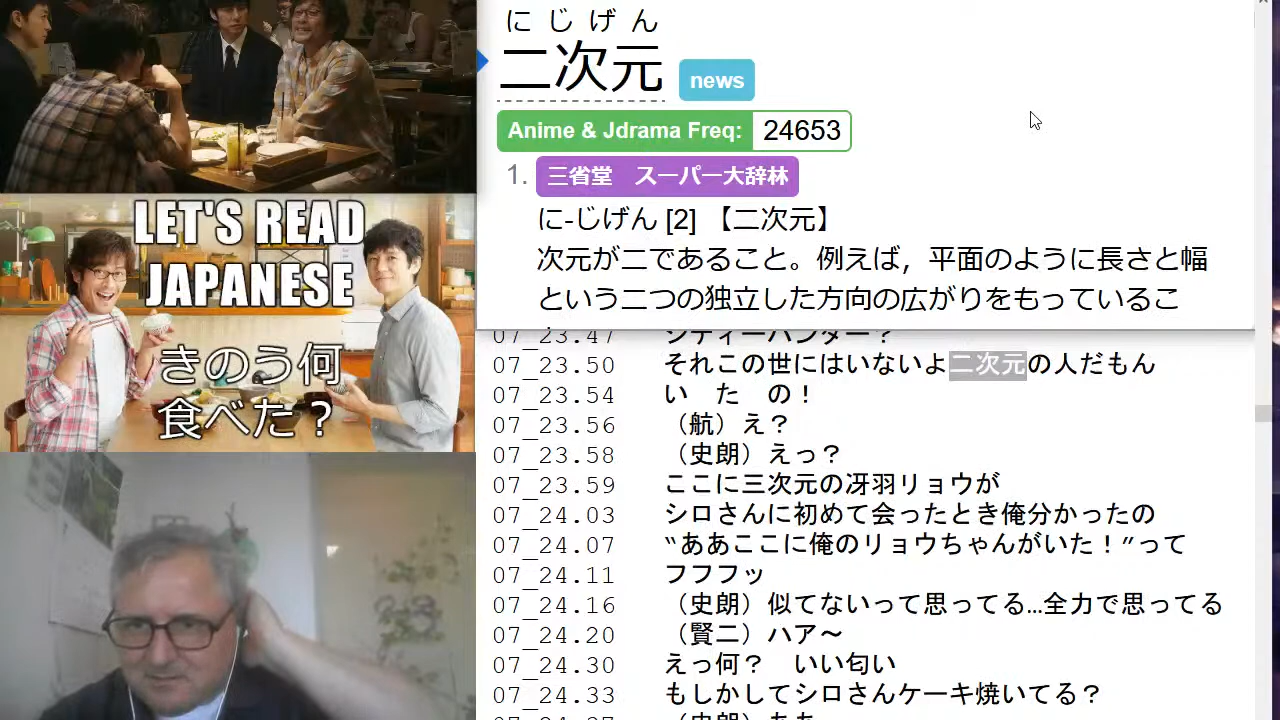 にじげん
二次元
news
Anime & Jdrama Freq: 24653
1. 三省堂　スーパー大辞林
に-じげん [2] 【二次元】
次元が二であること。例えば，平面のように長さと幅
という二つの独立した方向の広がりをもっているこ
LET'S READ
JAPANESE
きのう何
食べた？
07_23.47 シティーハンター？
07_23.50 それこの世にはいないよ二次元の人だもん
07_23.54 い　た　の！
07_23.56 （航）え？
07_23.58 （史朗）えっ？
07_23.59 ここに三次元の冴羽リョウが
07_24.03 シロさんに初めて会ったとき俺分かったの
07_24.07 “ああここに俺のリョウちゃんがいた！”って
07_24.11 フフフッ
07_24.16 （史朗）似てないって思ってる…全力で思ってる
07_24.20 （賢二）ハア～
07_24.30 えっ何？　いい匂い
07_24.33 もしかしてシロさんケーキ焼いてる？